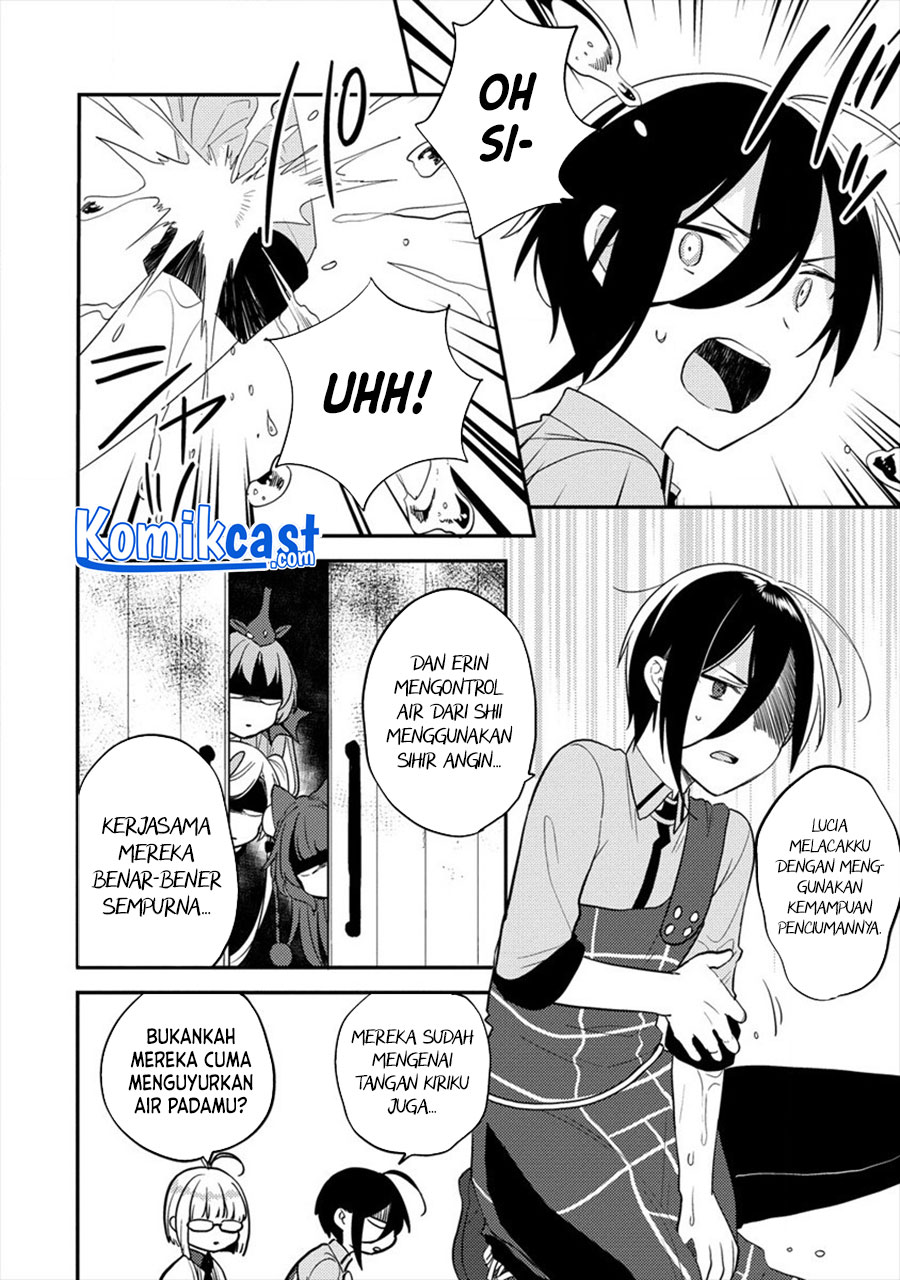 OH
SI-
UHH!
Komikcast
.com
LUCIA
MELACAKKU
DENGAN MENG-
GUNAKAN
KEMAMPUAN
PENCIUMANNYA.
DAN ERIN
MENGONTROL
AIR DARI SHII
MENGGUNAKAN
SIHIR ANGIN...
KERJASAMA
MEREKA
BENAR-BENER
SEMPURNA...
MEREKA SUDAH
MENGENAI
TANGAN KIRIKU
JUGA...
BUKANKAH
MEREKA CUMA
MENGUYURKAN
AIR PADAMU?